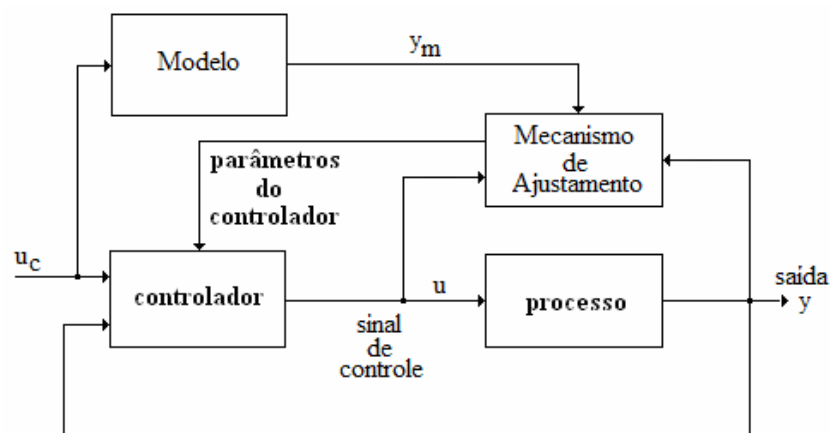 Modelo
y_m
Mecanismo
de
Ajustamento
parâmetros
do
controlador
u_c
controlador
u
sinal
de
controle
processo
saída
y